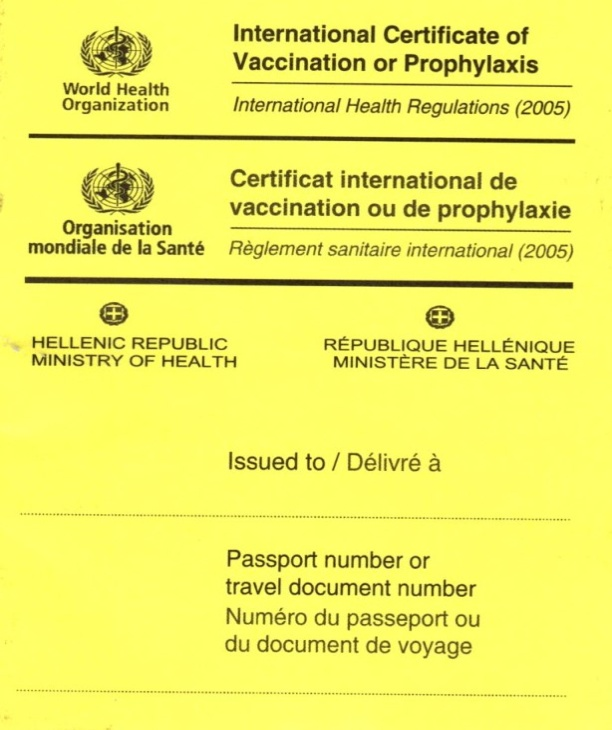 International Certificate of
Vaccination or Prophylaxis
World Health
Organization
International Health Regulations (2005)
Certificat international de
vaccination ou de prophylaxie
Organisation
mondiale de la Santé
Règlement sanitaire international (2005)
HELLENIC REPUBLIC
MINISTRY OF HEALTH
RÉPUBLIQUE HELLÉNIQUE
MINISTÈRE DE LA SANTÉ
Issued to / Délivré à
Passport number or
travel document number
Numéro du passeport ou
du document de voyage